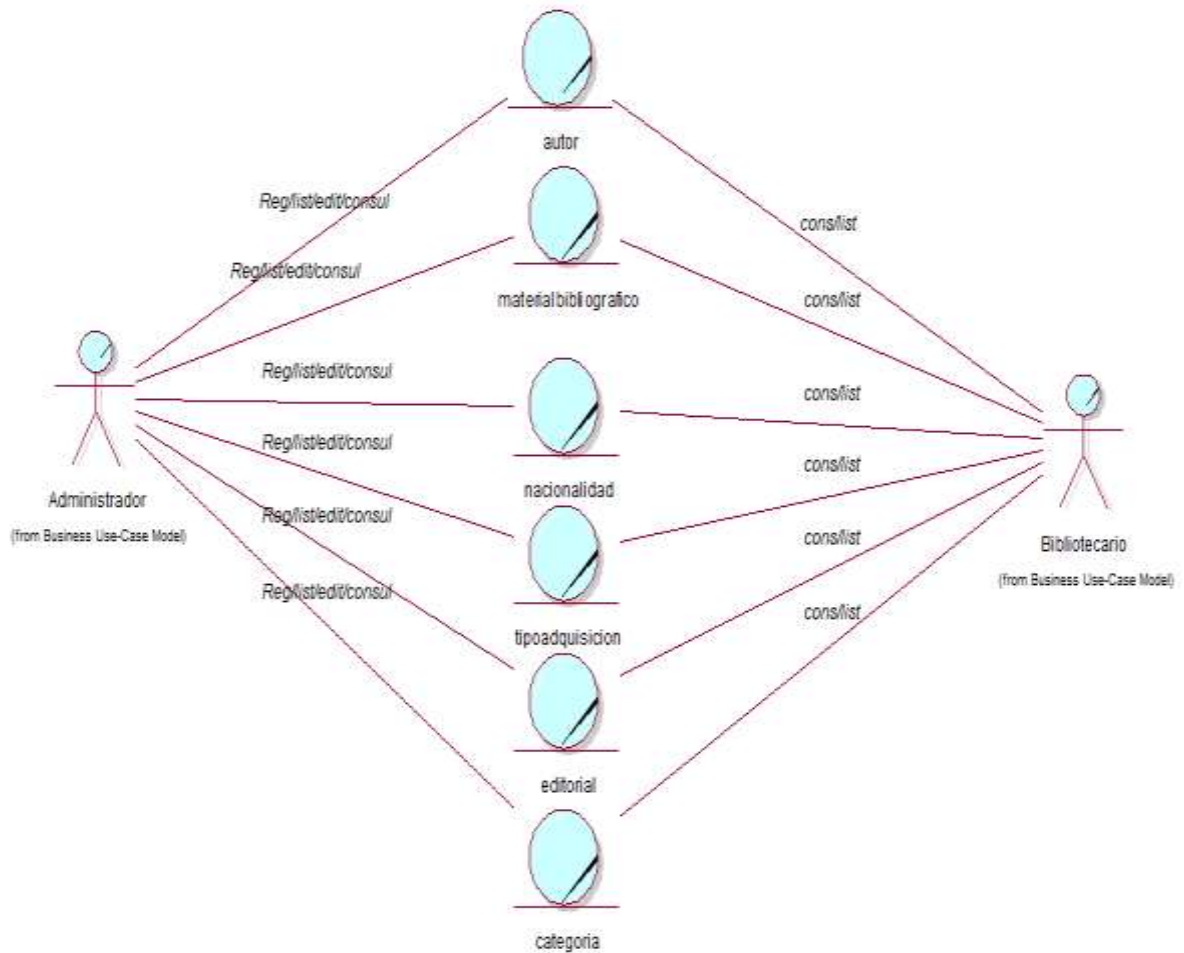 autor
Reg/list/edit/consul
cons/list
Reg/list/edit/consul
materialbibliografico
cons/list
Reg/list/edit/consul
cons/list
Reg/list/edit/consul
cons/list
nacionalidad
Administrador
(from Business Use-Case Model)
Reg/list/edit/consul
cons/list
Bibliotecario
(from Business Use-Case Model)
Reg/list/edit/consul
cons/list
tipoadquisicion
editorial
categoria